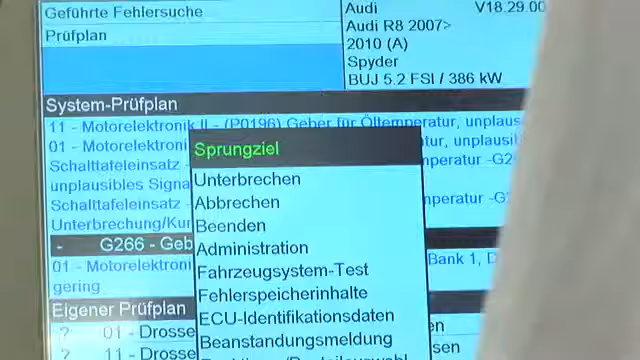 Geführte Fehlersuche
Prüfplan
Audi V18.29.00
Audi R8 2007>
2010 (A)
Spyder
BUJ 5.2 FSI / 386 kW
System-Prüfplan
11 - Motorelektronik II - (P0196) Geber für Öltemperatur, unplaus
01 - Motorelektroni
Schalttafeleinsatz - mperatur -G2
unplausibles Signa
Schalttafeleinsatz - mperatur -G
Unterbrechung/Kur
- G266 - Geb
01 - Motorelektroni Bank 1, D
gering
Eigener Prüfplan
? 01 - Drosse en
? 11 - Drosse sen
Sprungziel
Unterbrechen
Abbrechen
Beenden
Administration
Fahrzeugsystem-Test
Fehlerspeicherinhalte
ECU-Identifikationsdaten
Beanstandungsmeldung